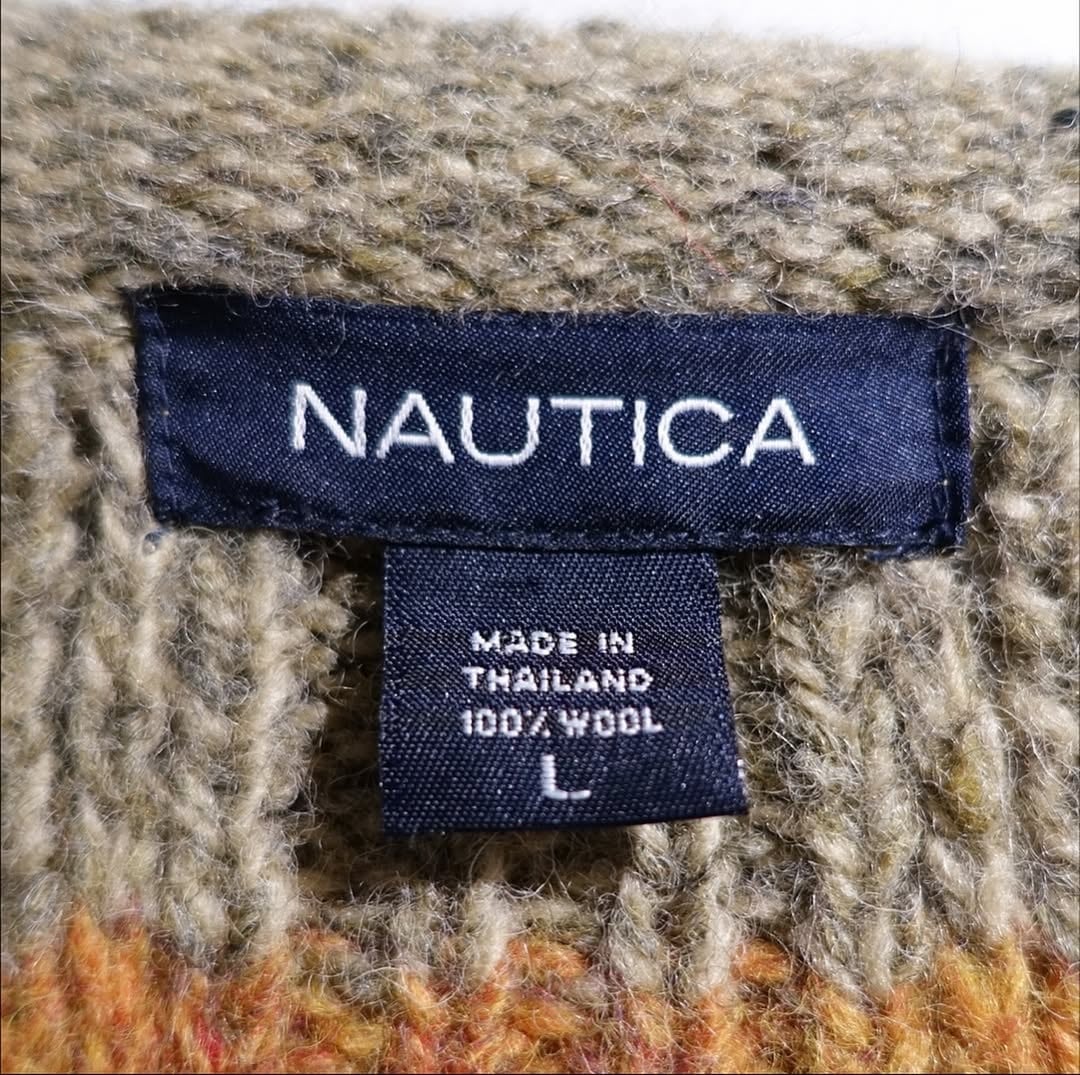 NAUTICA
MADE IN
THAILAND
100% WOOL
L